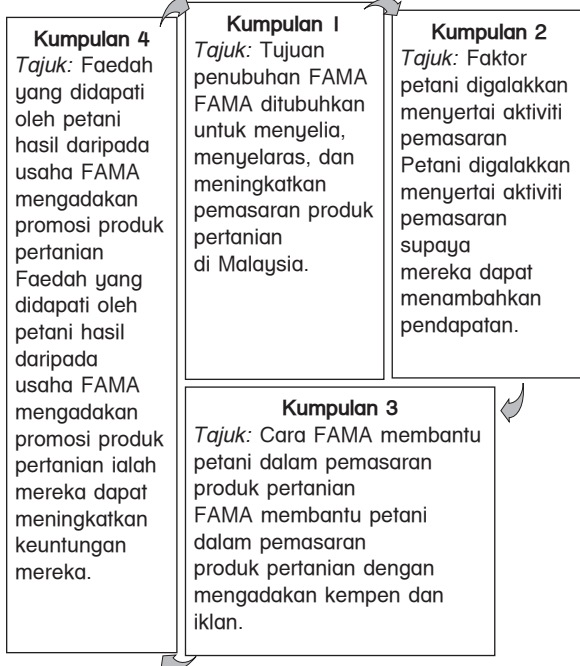 Kumpulan 4
Tajuk: Faedah
yang didapati
oleh petani
hasil daripada
usaha FAMA
mengadakan
promosi produk
pertanian
Faedah yang
didapati oleh
petani hasil
daripada
usaha FAMA
mengadakan
promosi produk
pertanian ialah
mereka dapat
meningkatkan
keuntungan
mereka.
Kumpulan 1
Tajuk: Tujuan
penubuhan FAMA
FAMA ditubuhkan
untuk menyelia,
menyelaras, dan
meningkatkan
pemasaran produk
pertanian
di Malaysia.
Kumpulan 2
Tajuk: Faktor
petani digalakkan
menyertai aktiviti
pemasaran
Petani digalakkan
menyertai aktiviti
pemasaran
supaya
mereka dapat
menambahkan
pendapatan.
Kumpulan 3
Tajuk: Cara FAMA membantu
petani dalam pemasaran
produk pertanian
FAMA membantu petani
dalam pemasaran
produk pertanian dengan
mengadakan kempen dan
iklan.